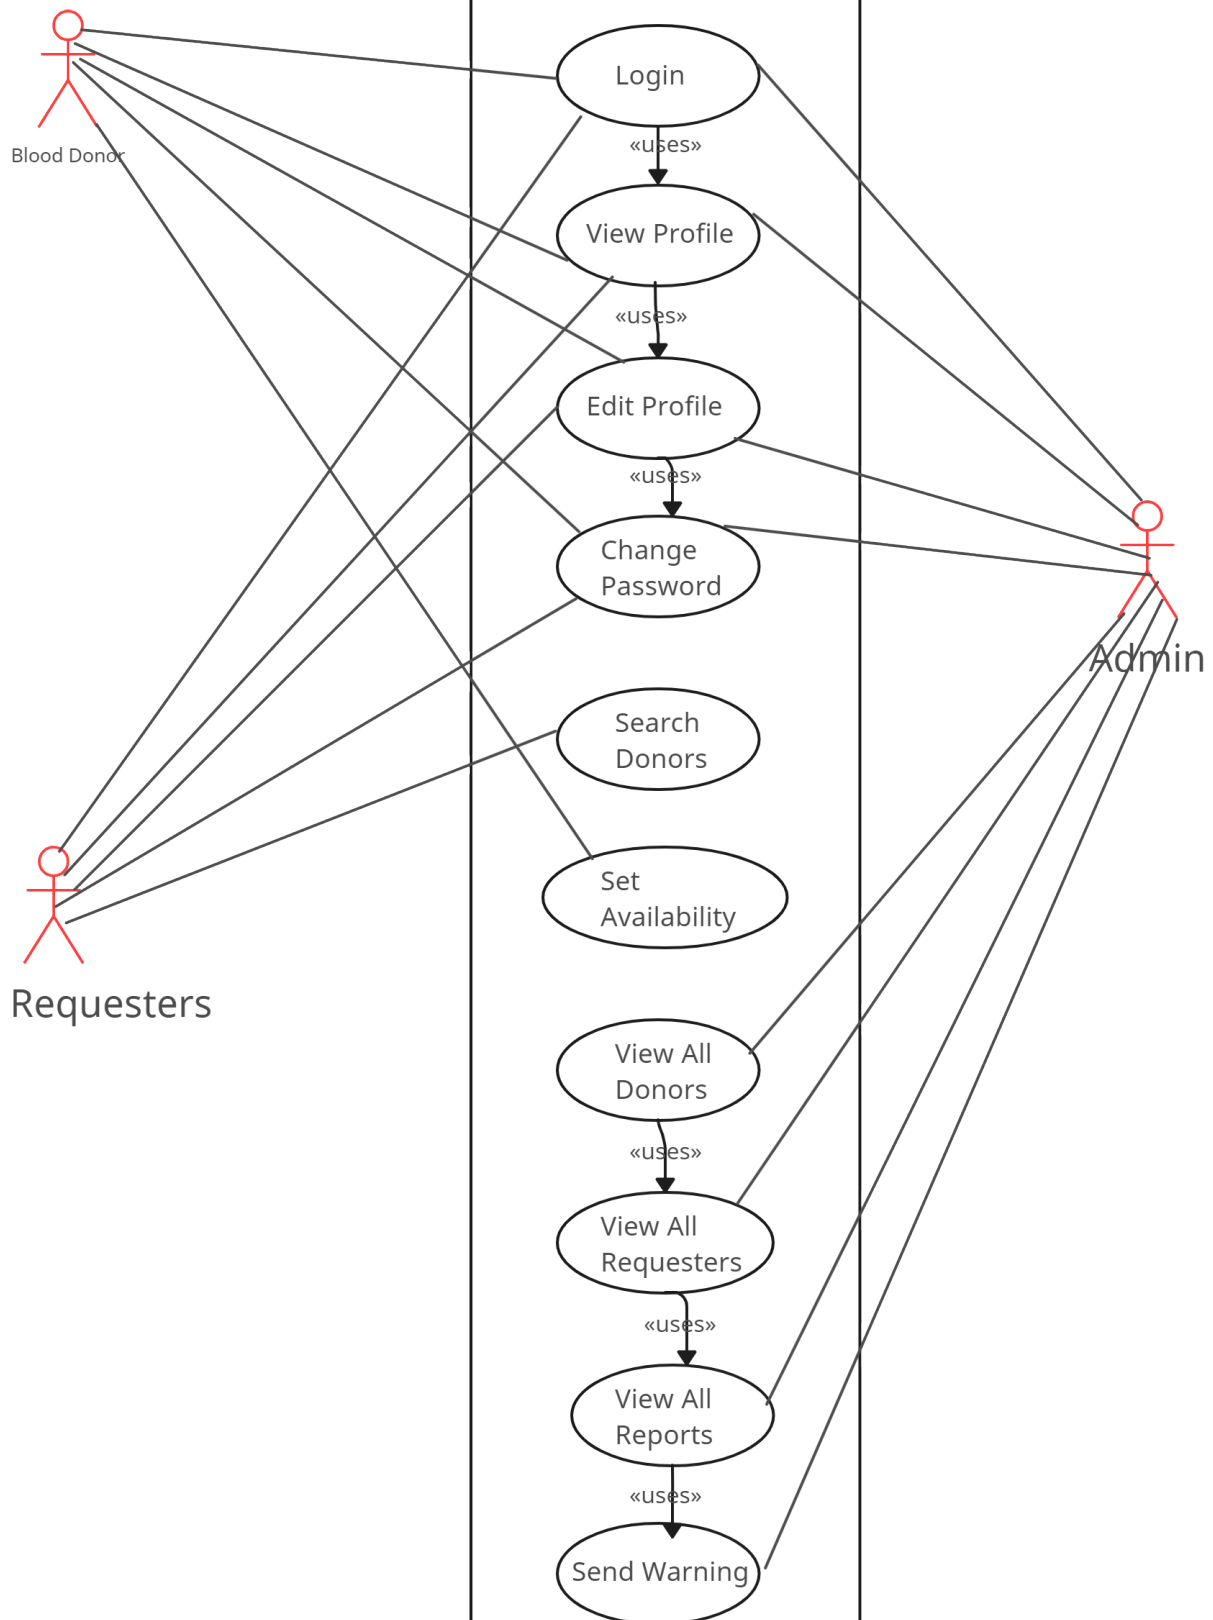 Login
«uses»
Blood Donor
View Profile
«uses»
Edit Profile
«uses»
Change
Password
Admin
Search
Donors
Set
Availability
Requesters
View All
Donors
«uses»
View All
Requesters
«uses»
View All
Reports
«uses»
Send Warning